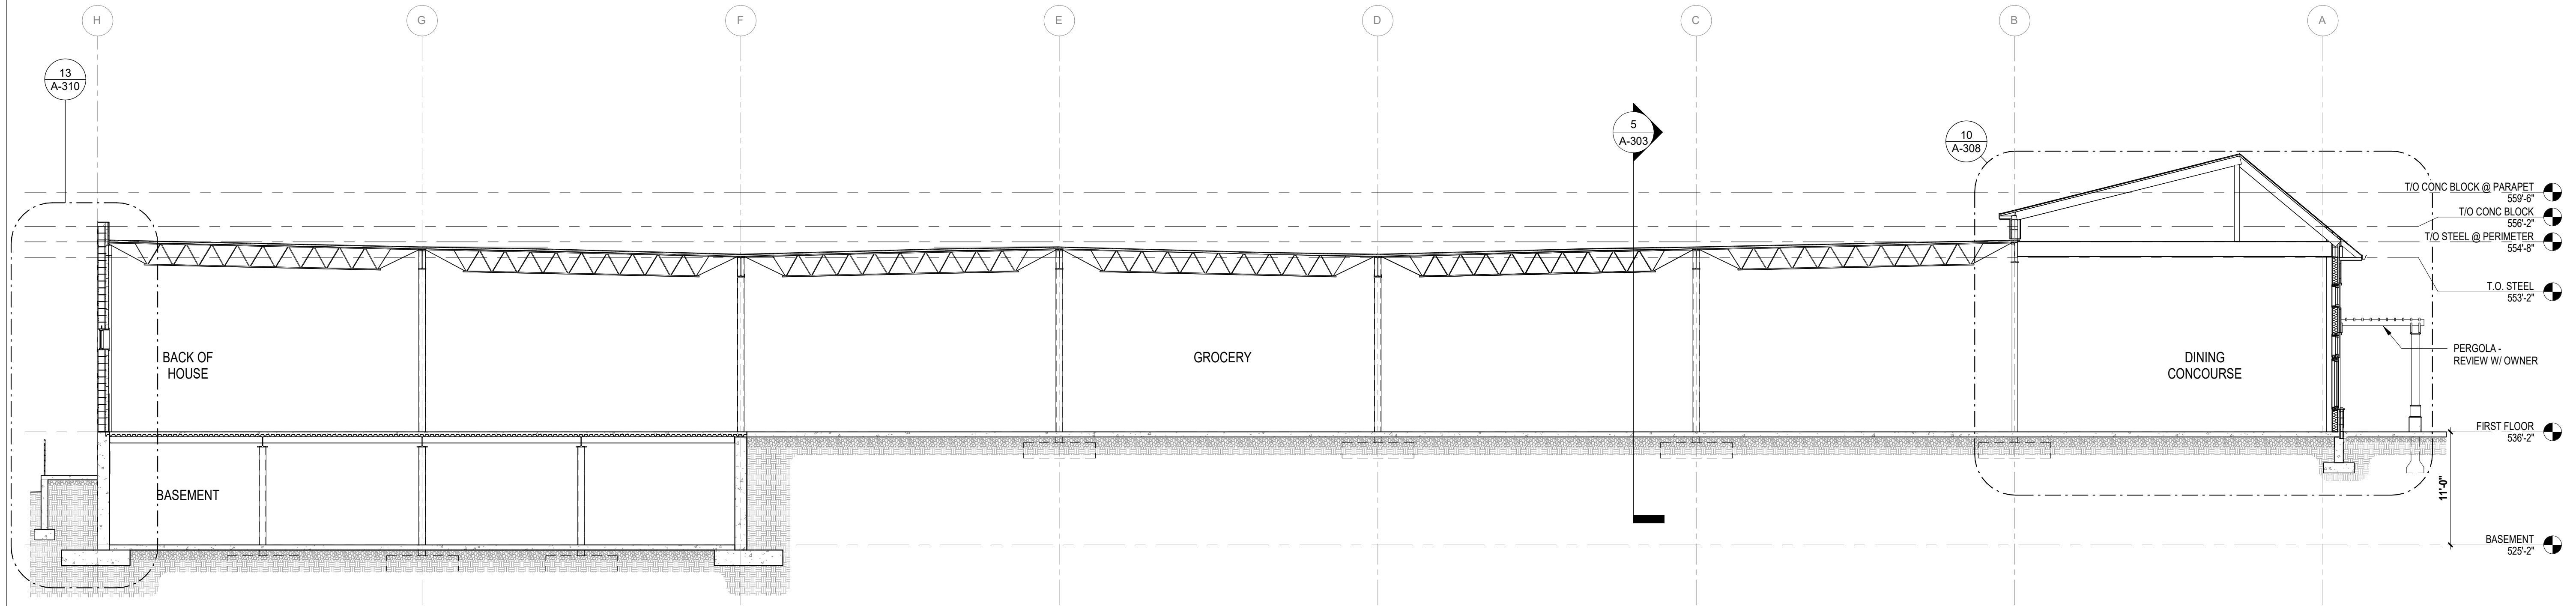 H
G
F
E
D
C
B
A
13
A-310
5
A-303
10
A-308
T/O CONC BLOCK @ PARAPET
559'-6"
T/O CONC BLOCK
556'-2"
T/O STEEL @ PERIMETER
554'-8"
T.O. STEEL
553'-2"
BACK OF
HOUSE
GROCERY
DINING
CONCOURSE
PERGOLA -
REVIEW W/ OWNER
FIRST FLOOR
536'-2"
BASEMENT
11'-0"
BASEMENT
525'-2"